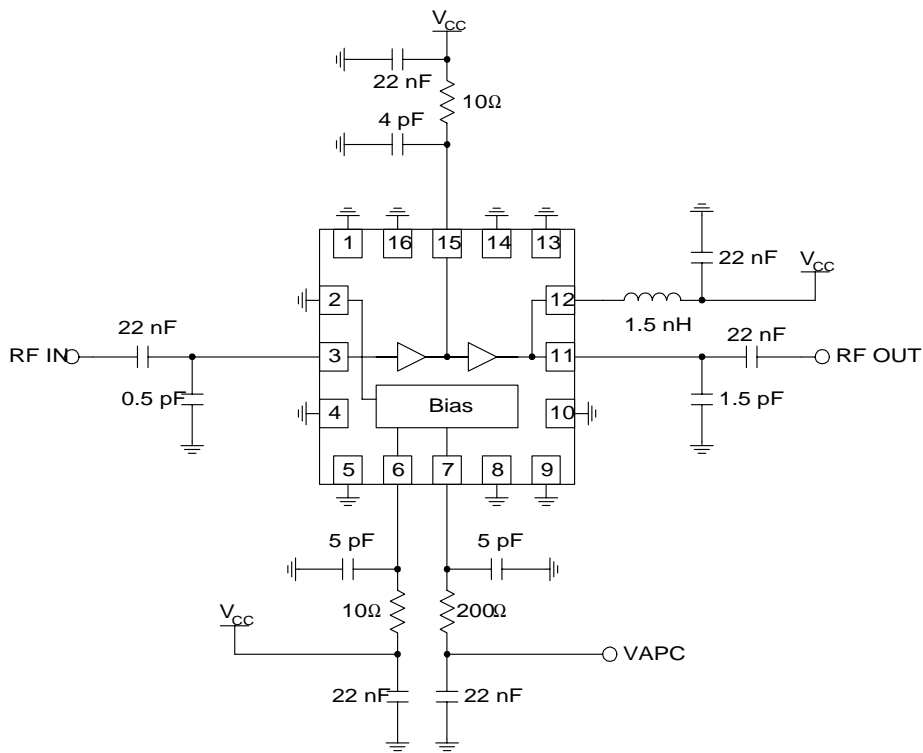 VCC
22 nF
10Ω
4 pF
1
16
15
14
13
22 nF
VCC
2
12
1.5 nH
22 nF
22 nF
RF IN
3
11
RF OUT
0.5 pF
1.5 pF
4
Bias
10
5
6
7
8
9
5 pF
5 pF
10Ω
200Ω
VCC
VAPC
22 nF
22 nF